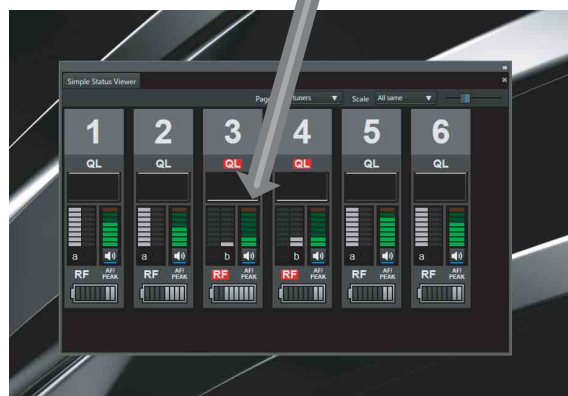 Simple Status Viewer
tuners Scale All same
1 2 3 4 5 6
QL QL QL QL QL QL
a a b b a a
RF AF/PEAK RF AF/PEAK RF AF/PEAK RF AF/PEAK RF AF/PEAK RF AF/PEAK